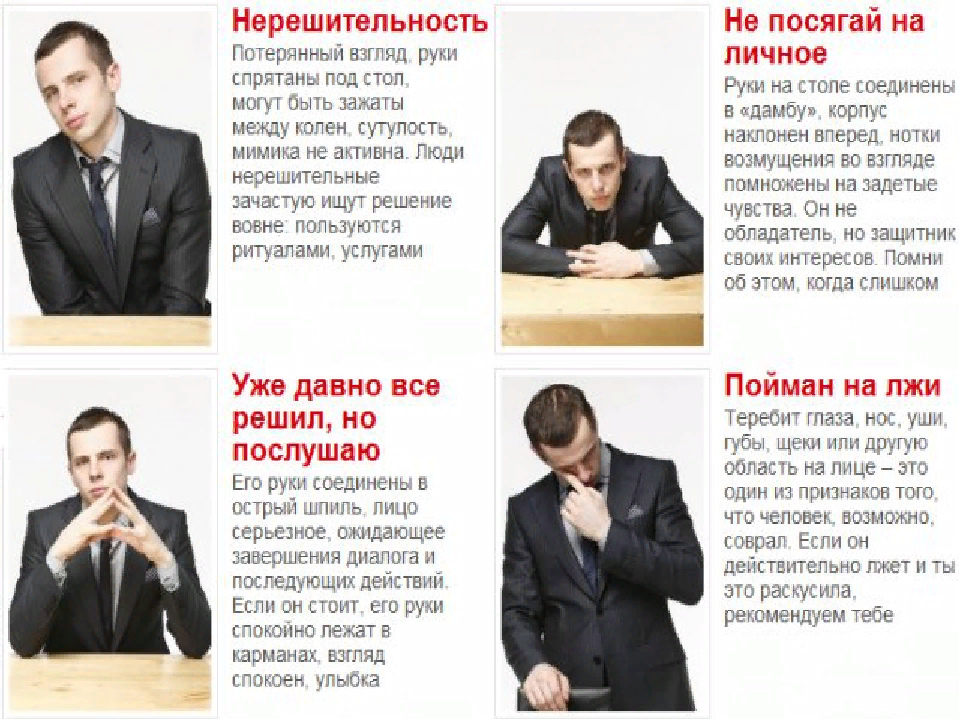 Нерешительность
Потерянный взгляд, руки
спрятаны под стол,
могут быть зажаты
между колен, сутулость,
мимика не активна. Люди
нерешительные
зачастую ищут решение
вовне: пользуются
ритуалами, услугами
Не посягай на
личное
Руки на столе соединены
в «дамбу», корпус
наклонен вперед, нотки
возмущения во взгляде
помножены на задетые
чувства. Он не
обладатель, но защитник
своих интересов. Помни
об этом, когда слишком
Уже давно все
решил, но
послушаю
Его руки соединены в
острый шпиль, лицо
серьезное, ожидающее
завершения диалога и
последующих действий.
Если он стоит, его руки
спокойно лежат в
карманах, взгляд
спокоен, улыбка
Пойман на лжи
Теребит глаза, нос, уши,
губы, щеки или другую
область на лице – это
один из признаков того,
что человек, возможно,
соврал. Если он
действительно лжет и ты
это раскусила,
рекомендуем тебе